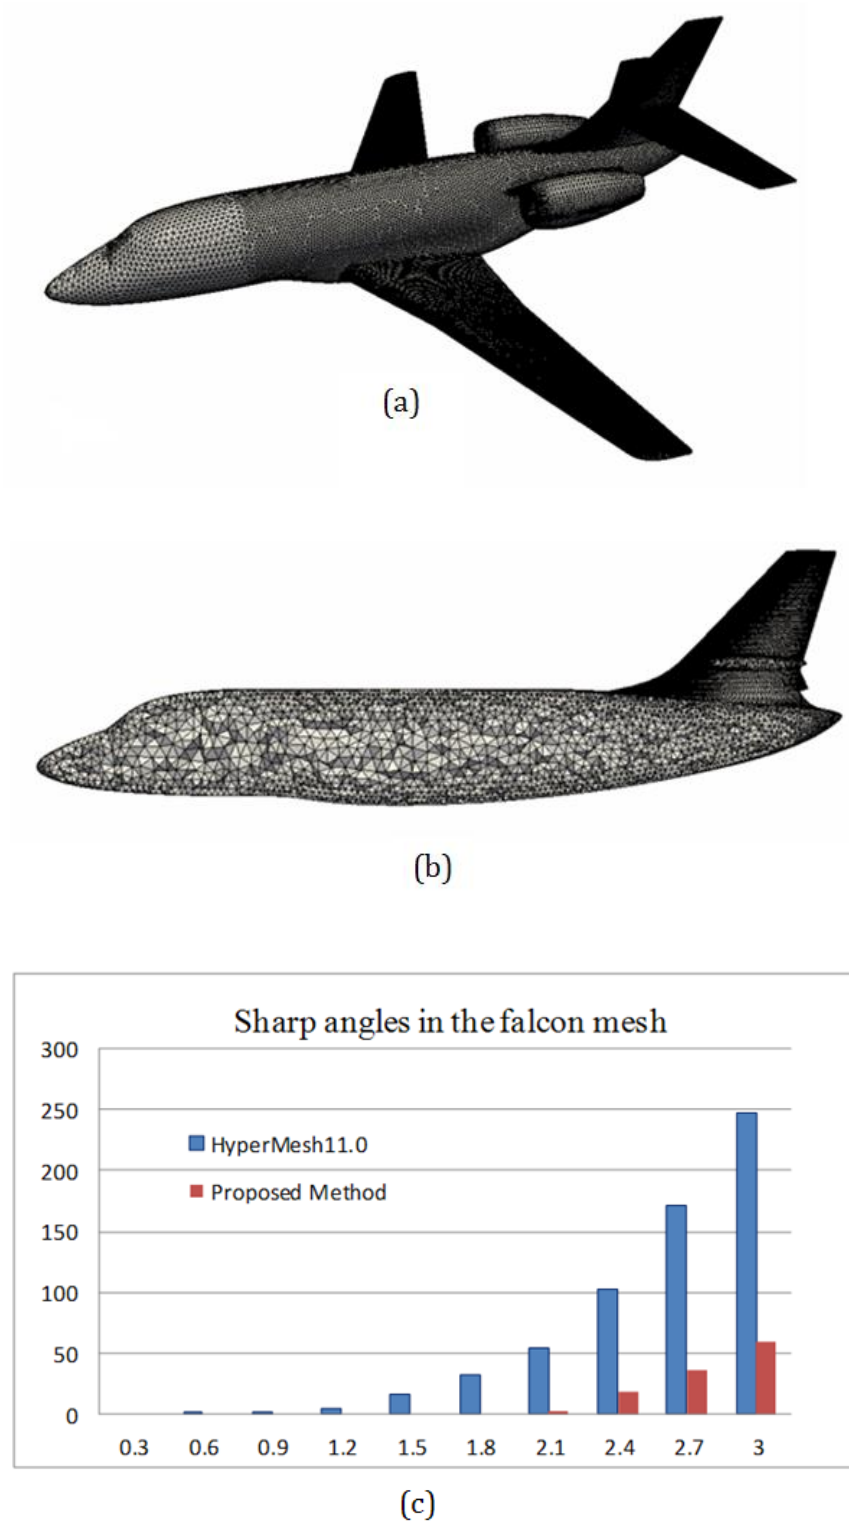 (a)
(b)
Sharp angles in the falcon mesh
300
250
200
150
100
50
0
HyperMesh11.0
Proposed Method
0.3 0.6 0.9 1.2 1.5 1.8 2.1 2.4 2.7 3
(c)